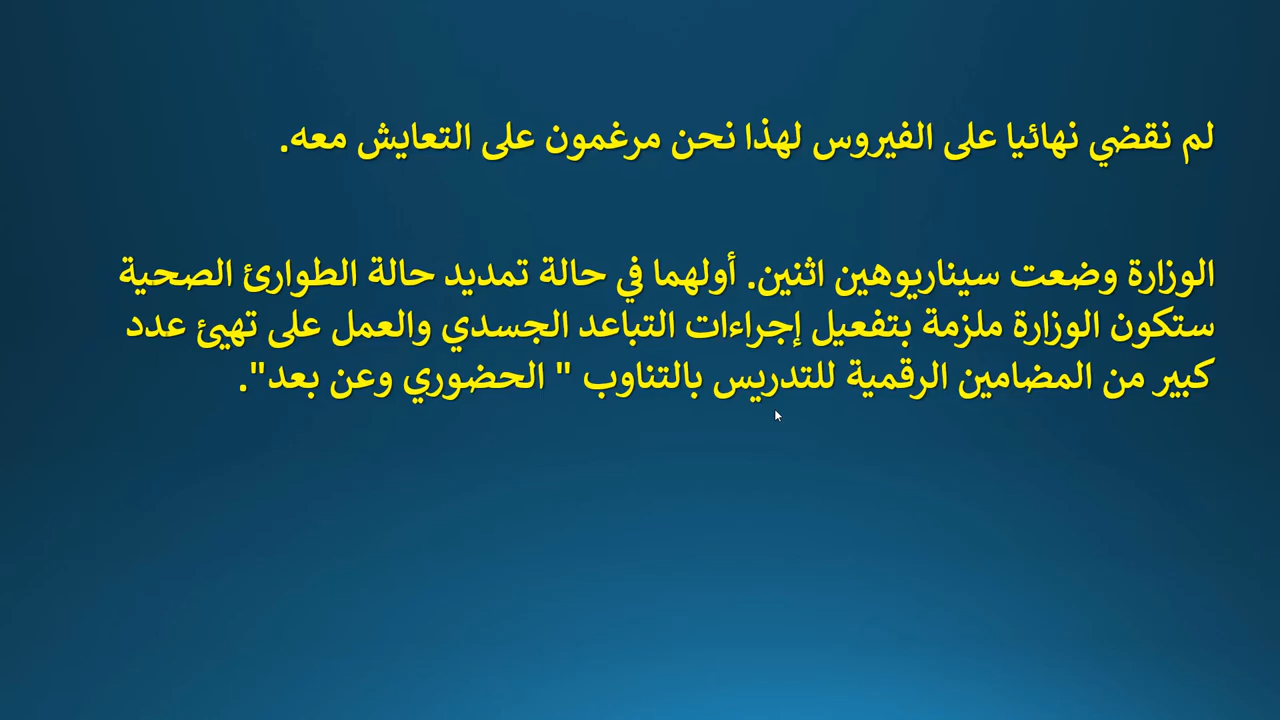 لم نقضي نهائيا على الفيروس لهذا نحن مرغمون على التعايش معه.
الوزارة وضعت سيناريوهين اثنين. أولهما في حالة تمديد حالة الطوارئ الصحية
ستكون الوزارة ملزمة بتفعيل إجراءات التباعد الجسدي والعمل على تهيئ عدد
كبير من المضامين الرقمية للتدريس بالتناوب " الحضوري وعن بعد".